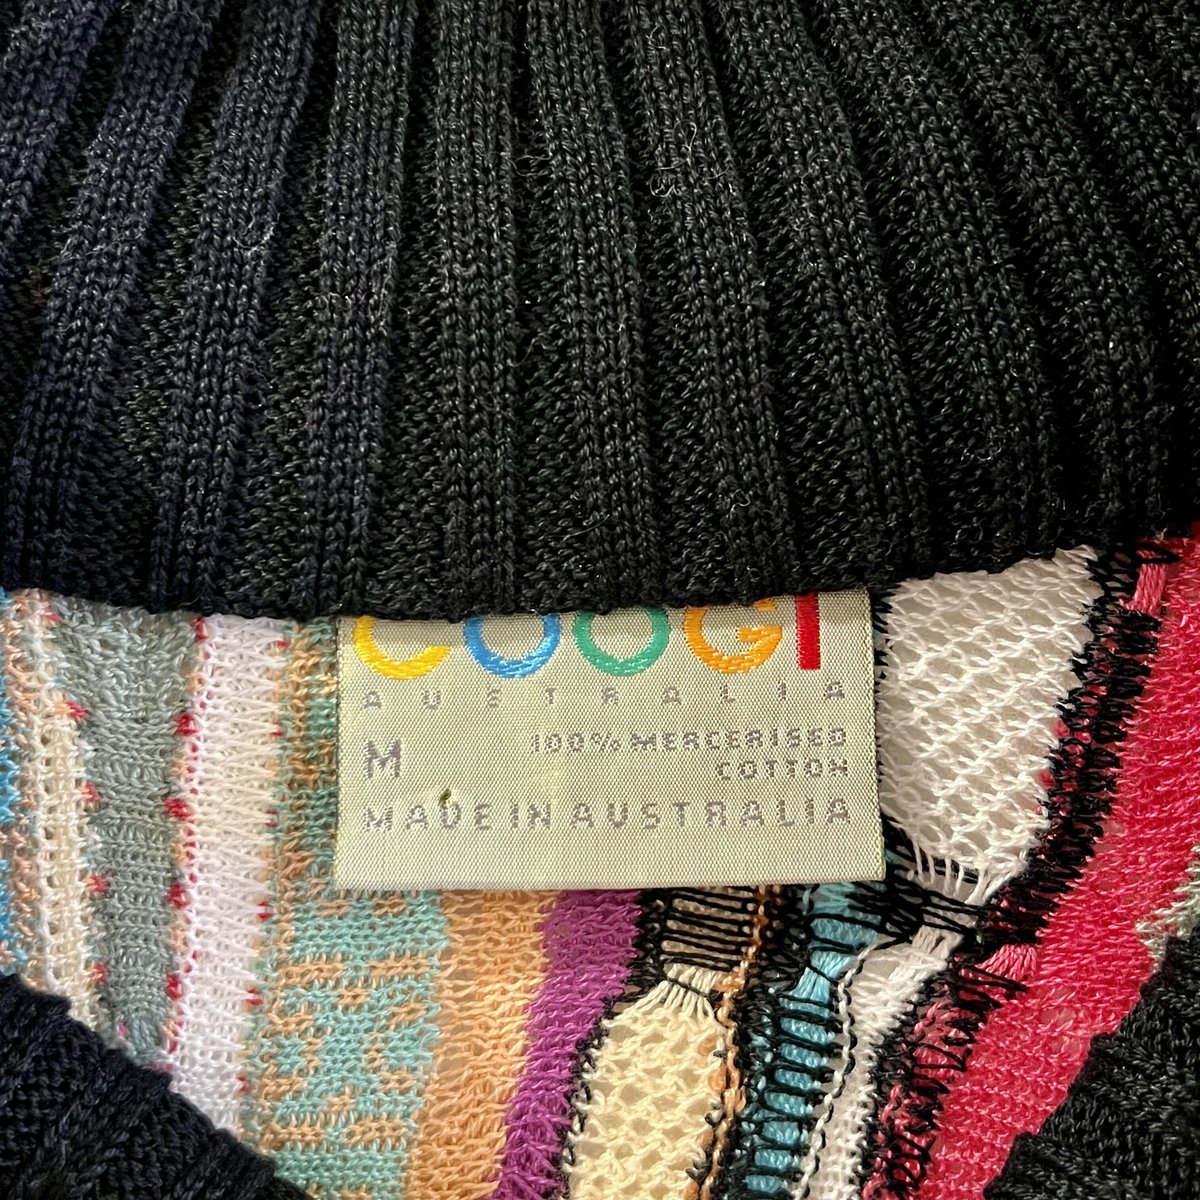 COOGI
AUSTRALIA
M
100% MERCERISED
COTTON
MADE IN AUSTRALIA